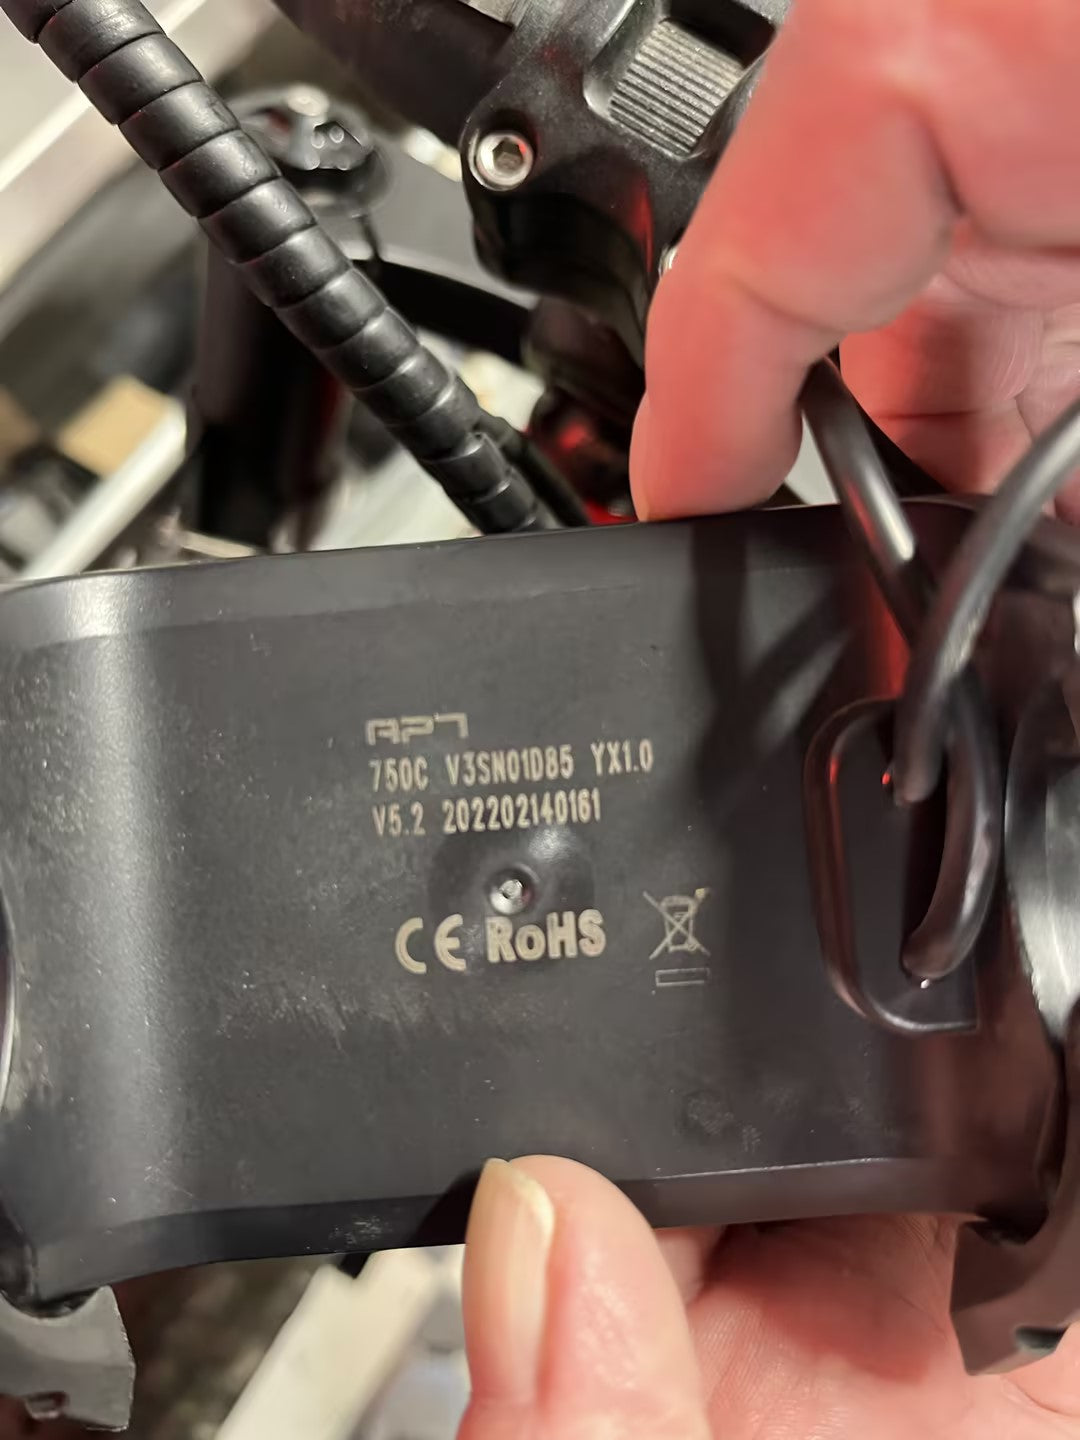 APT
750C V3SN01D85 YX1.0
V5.2 202202140161
CE RoHS